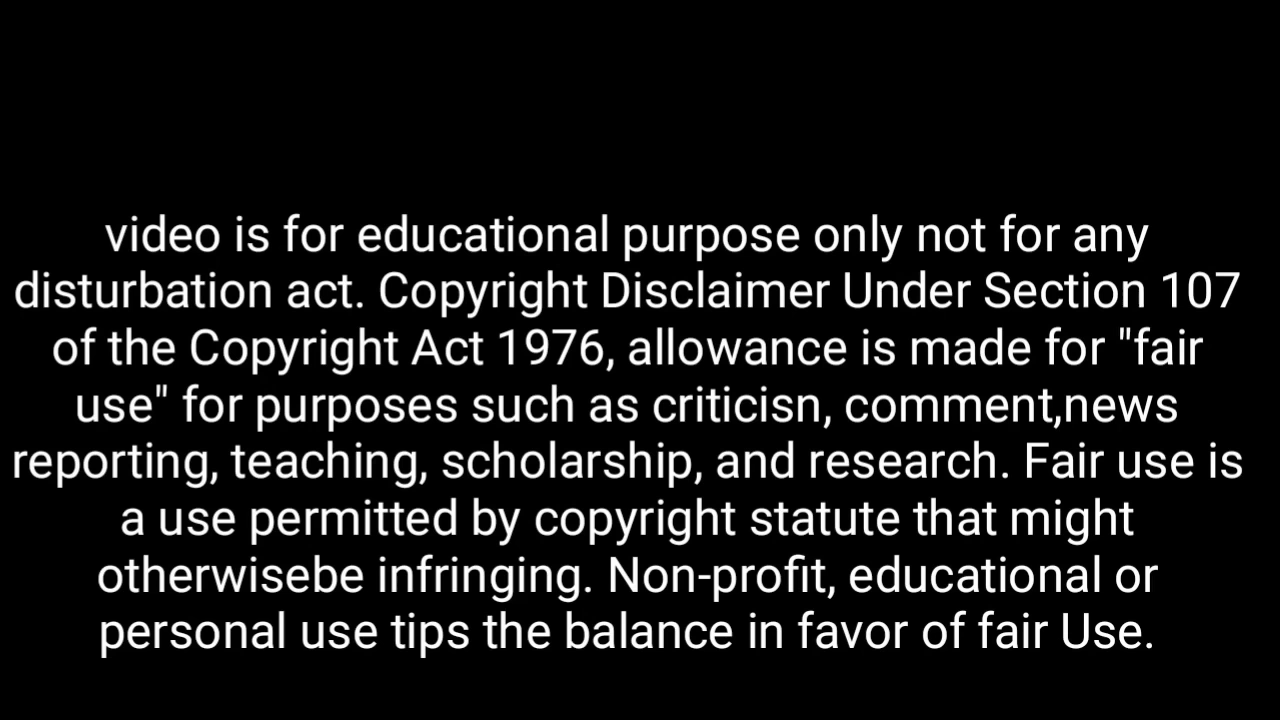 video is for educational purpose only not for any
disturbation act. Copyright Disclaimer Under Section 107
of the Copyright Act 1976, allowance is made for "fair
use" for purposes such as criticisn, comment,news
reporting, teaching, scholarship, and research. Fair use is
a use permitted by copyright statute that might
otherwisebe infringing. Non-profit, educational or
personal use tips the balance in favor of fair Use.